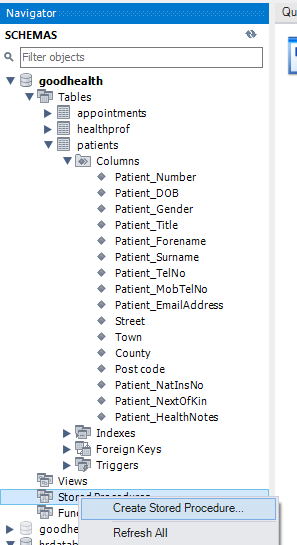 Navigator
Qu
SCHEMAS
Filter objects
goodhealth
Tables
appointments
healthprof
patients
Columns
Patient_Number
Patient_DOB
Patient_Gender
Patient_Title
Patient_Forename
Patient_Surname
Patient_TelNo
Patient_MobTelNo
Patient_EmailAddress
Street
Town
County
Post code
Patient_NatInsNo
Patient_NextOfKin
Patient_HealthNotes
Indexes
Foreign Keys
Triggers
Views
Stored Procedures
Create Stored Procedure...
Func
goodhe
Refresh All